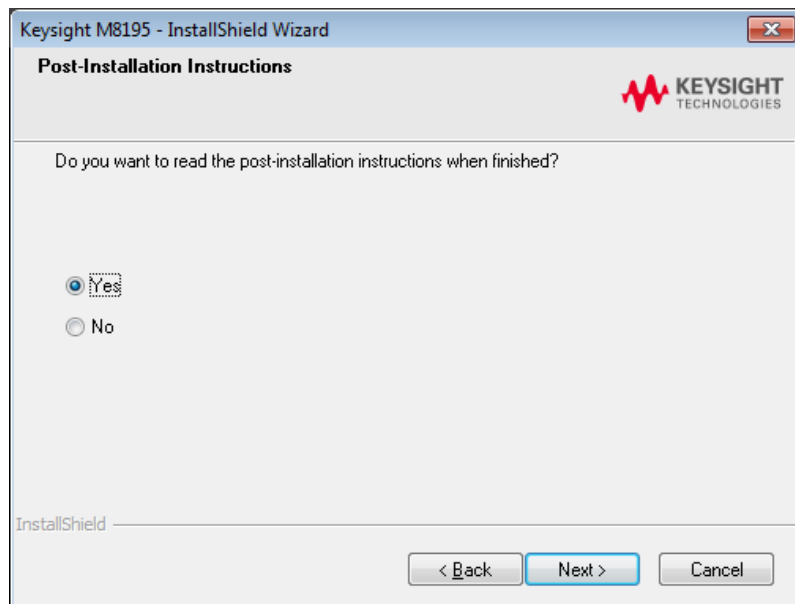 Keysight M8195 - InstallShield Wizard
Post-Installation Instructions
KEYSIGHT
TECHNOLOGIES
Do you want to read the post-installation instructions when finished?
Yes
No
InstallShield
< Back Next > Cancel